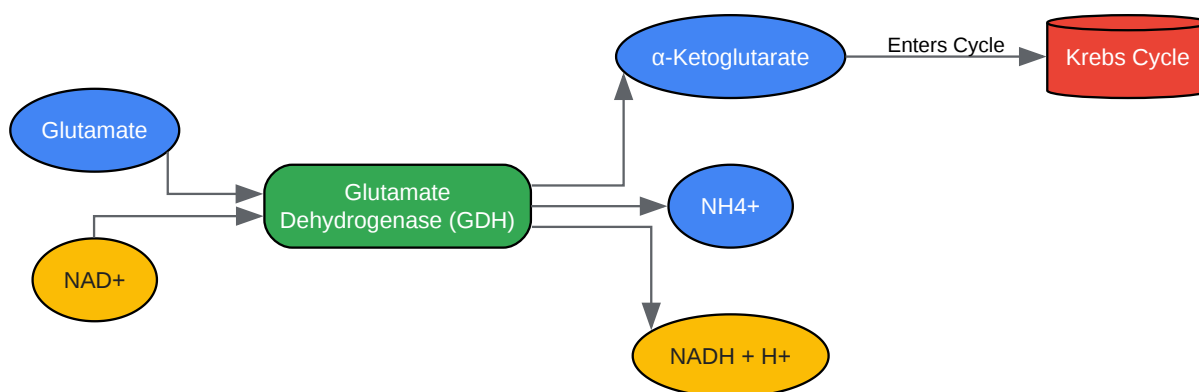 Glutamate
NAD+
Glutamate
Dehydrogenase (GDH)
α-Ketoglutarate
Enters Cycle
Krebs Cycle
NH4+
NADH + H+